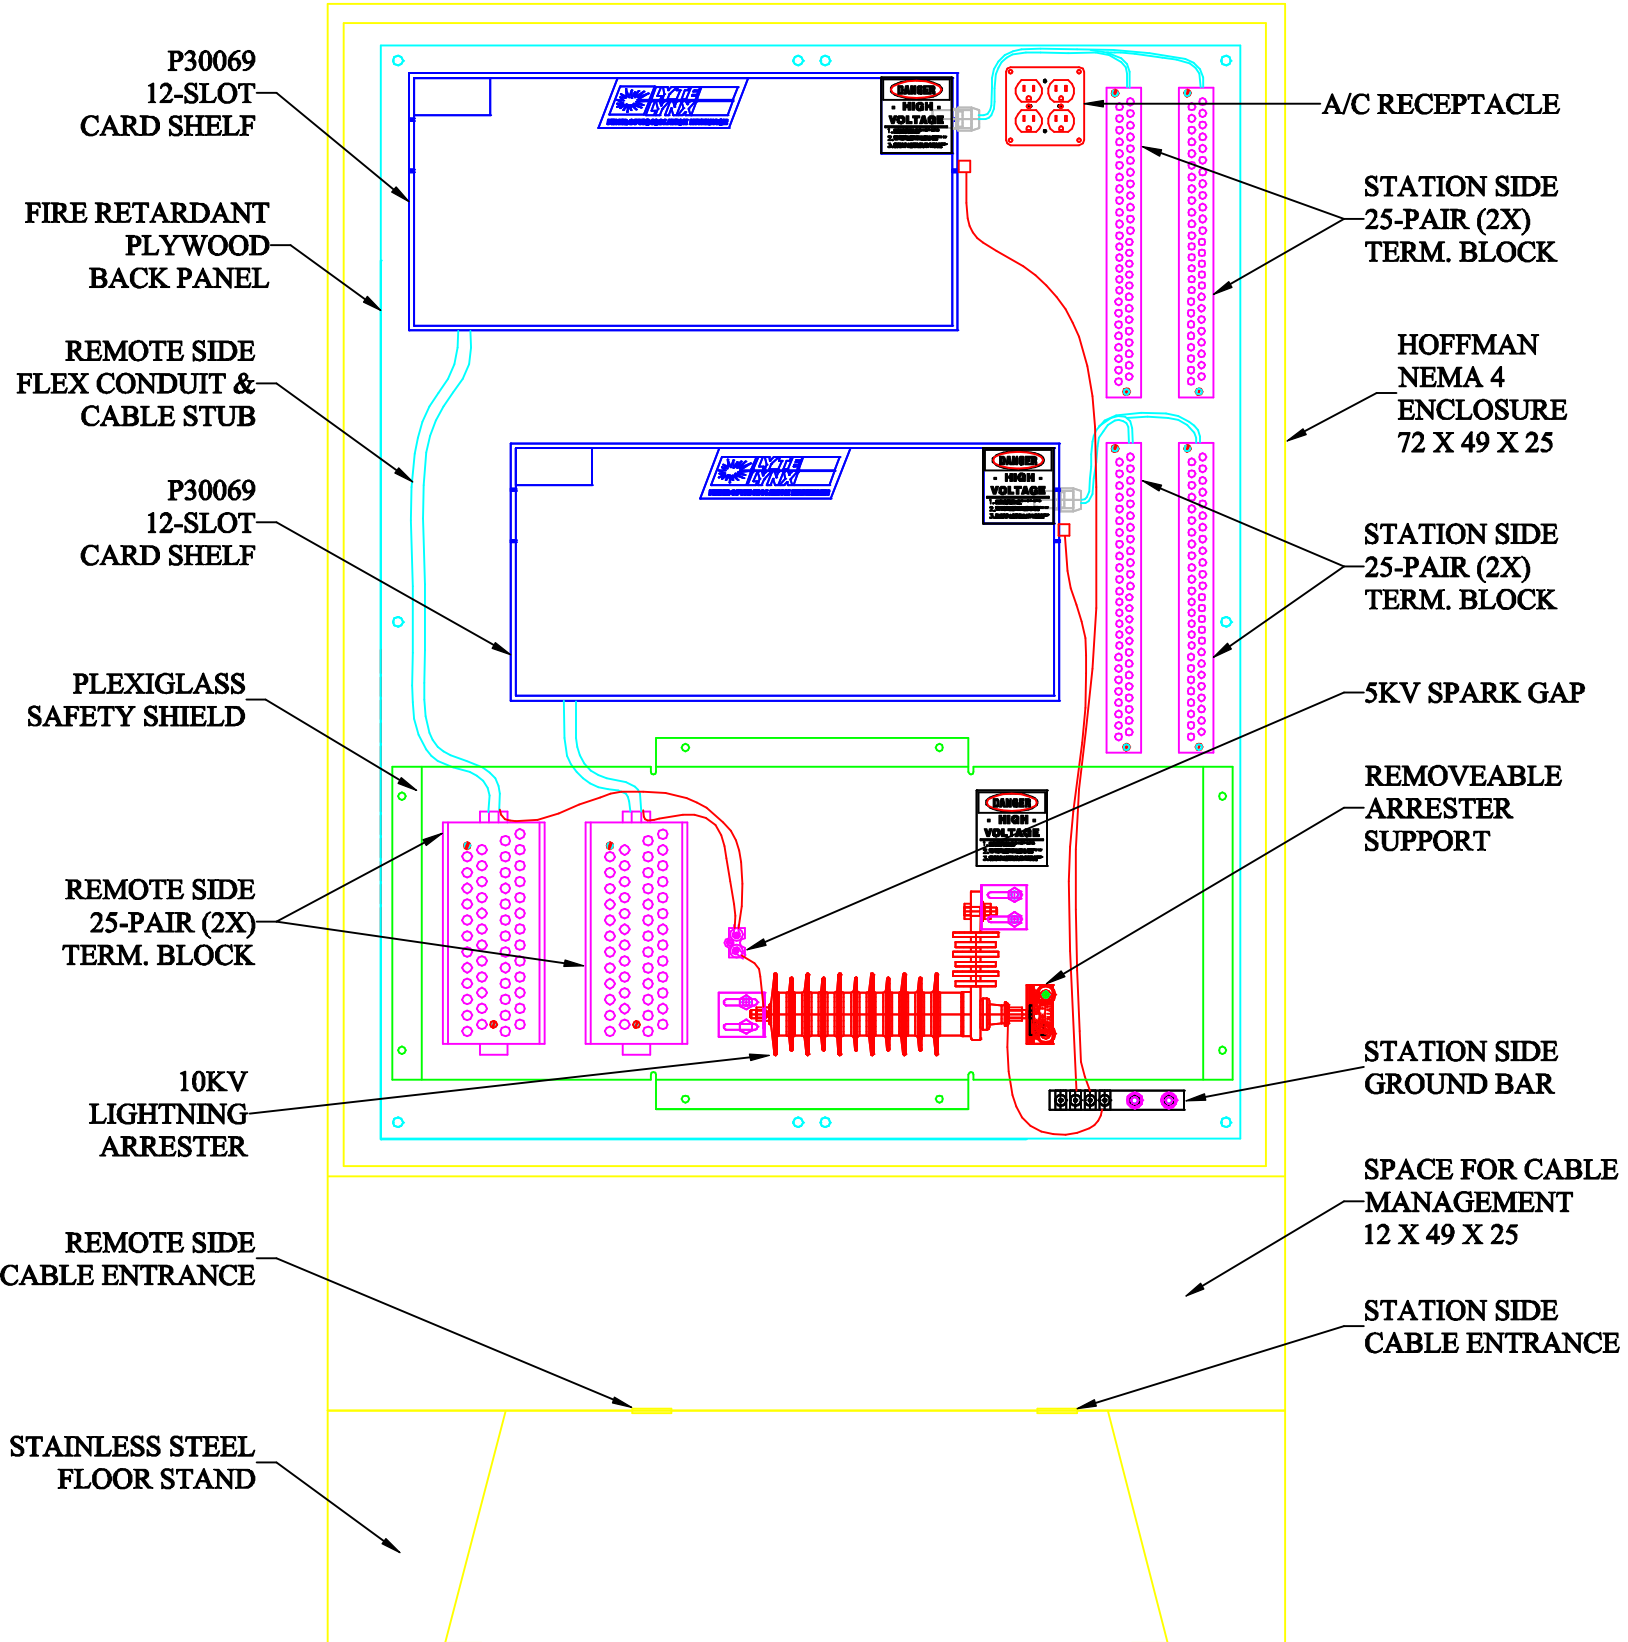 P30069
12-SLOT
CARD SHELF
FIRE RETARDANT
PLYWOOD
BACK PANEL
REMOTE SIDE
FLEX CONDUIT &
CABLE STUB
P30069
12-SLOT
CARD SHELF
PLEXIGLASS
SAFETY SHIELD
REMOTE SIDE
25-PAIR (2X)
TERM. BLOCK
10KV
LIGHTNING
ARRESTER
REMOTE SIDE
CABLE ENTRANCE
STAINLESS STEEL
FLOOR STAND
LYTE
LYNX
DANGER
- HIGH -
VOLTAGE
LYTE
LYNX
DANGER
- HIGH -
VOLTAGE
DANGER
- HIGH -
VOLTAGE
A/C RECEPTACLE
STATION SIDE
25-PAIR (2X)
TERM. BLOCK
HOFFMAN
NEMA 4
ENCLOSURE
72 X 49 X 25
STATION SIDE
25-PAIR (2X)
TERM. BLOCK
5KV SPARK GAP
REMOVEABLE
ARRESTER
SUPPORT
STATION SIDE
GROUND BAR
SPACE FOR CABLE
MANAGEMENT
12 X 49 X 25
STATION SIDE
CABLE ENTRANCE